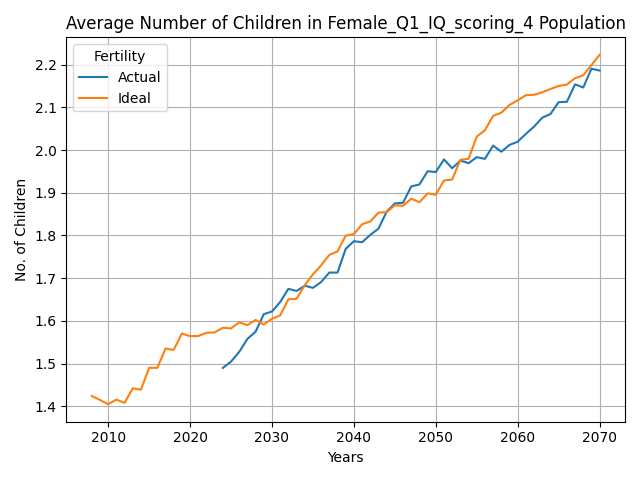 Average Number of Children in Female_Q1_IQ_scoring_4 Population
Fertility
Actual
Ideal
No. of Children
2.2
2.1
2.0
1.9
1.8
1.7
1.6
1.5
1.4
2010 2020 2030 2040 2050 2060 2070
Years